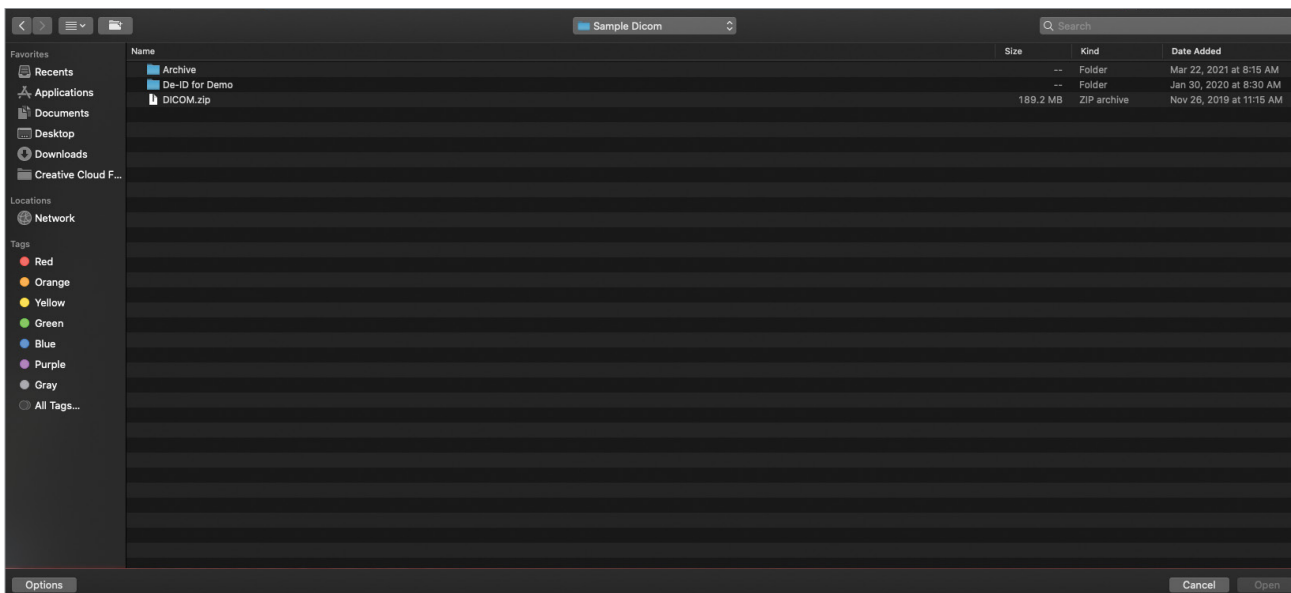 Sample Dicom
Search
Favorites
Recents
Applications
Documents
Desktop
Downloads
Creative Cloud F...
Locations
Network
Tags
Red
Orange
Yellow
Green
Blue
Purple
Gray
All Tags...
Name Size Kind Date Added
Archive -- Folder Mar 22, 2021 at 8:15 AM
De-ID for Demo -- Folder Jan 30, 2020 at 8:30 AM
DICOM.zip 189.2 MB ZIP archive Nov 26, 2019 at 11:15 AM
Options Cancel Open